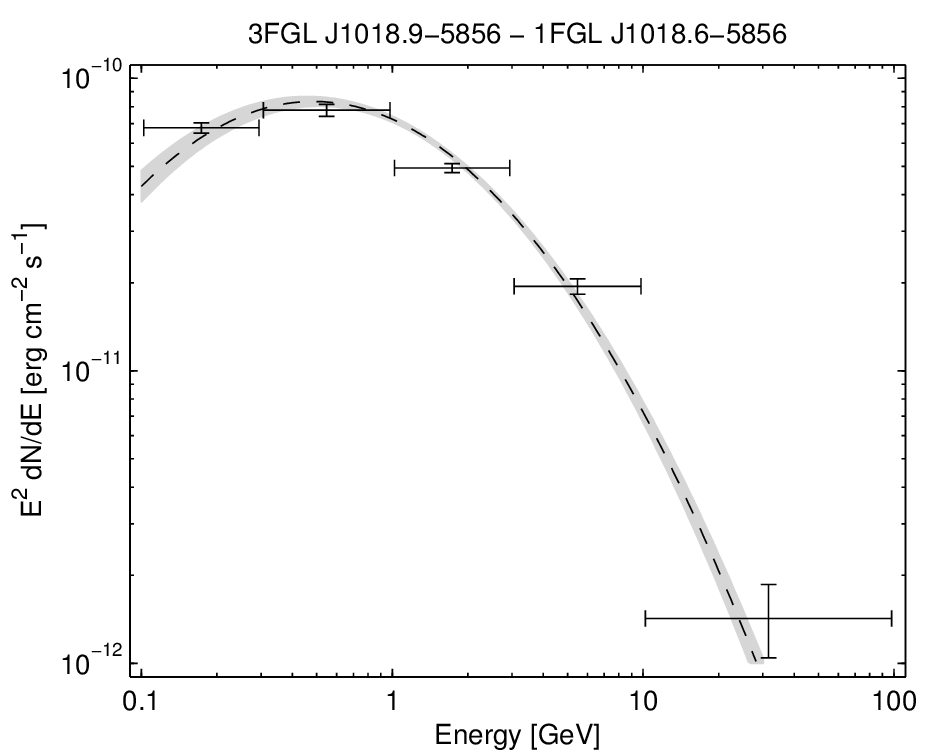 3FGL J1018.9−5856 − 1FGL J1018.6−5856
10⁻¹⁰
10⁻¹¹
10⁻¹²
E² dN/dE [erg cm⁻² s⁻¹]
0.1 1 10 100
Energy [GeV]